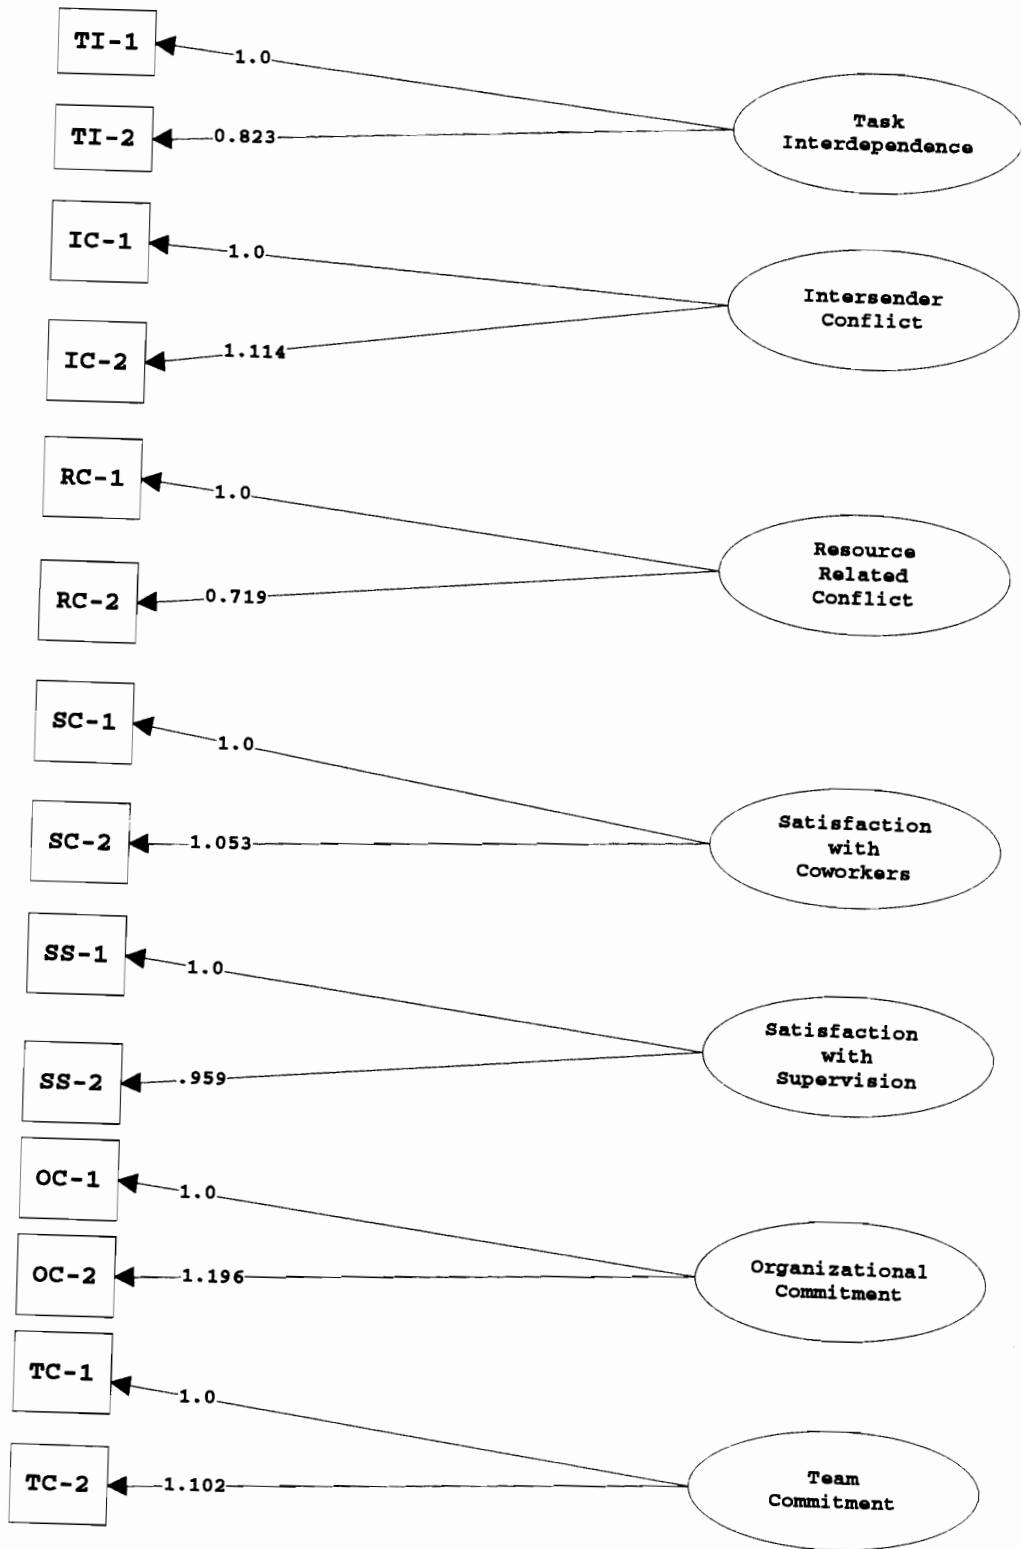 TI-1
1.0
TI-2
0.823
Task
Interdependence
IC-1
1.0
IC-2
1.114
Intersender
Conflict
RC-1
1.0
RC-2
0.719
Resource
Related
Conflict
SC-1
1.0
SC-2
1.053
Satisfaction
with
Coworkers
SS-1
1.0
SS-2
.959
Satisfaction
with
Supervision
OC-1
1.0
OC-2
1.196
Organizational
Commitment
TC-1
1.0
TC-2
1.102
Team
Commitment